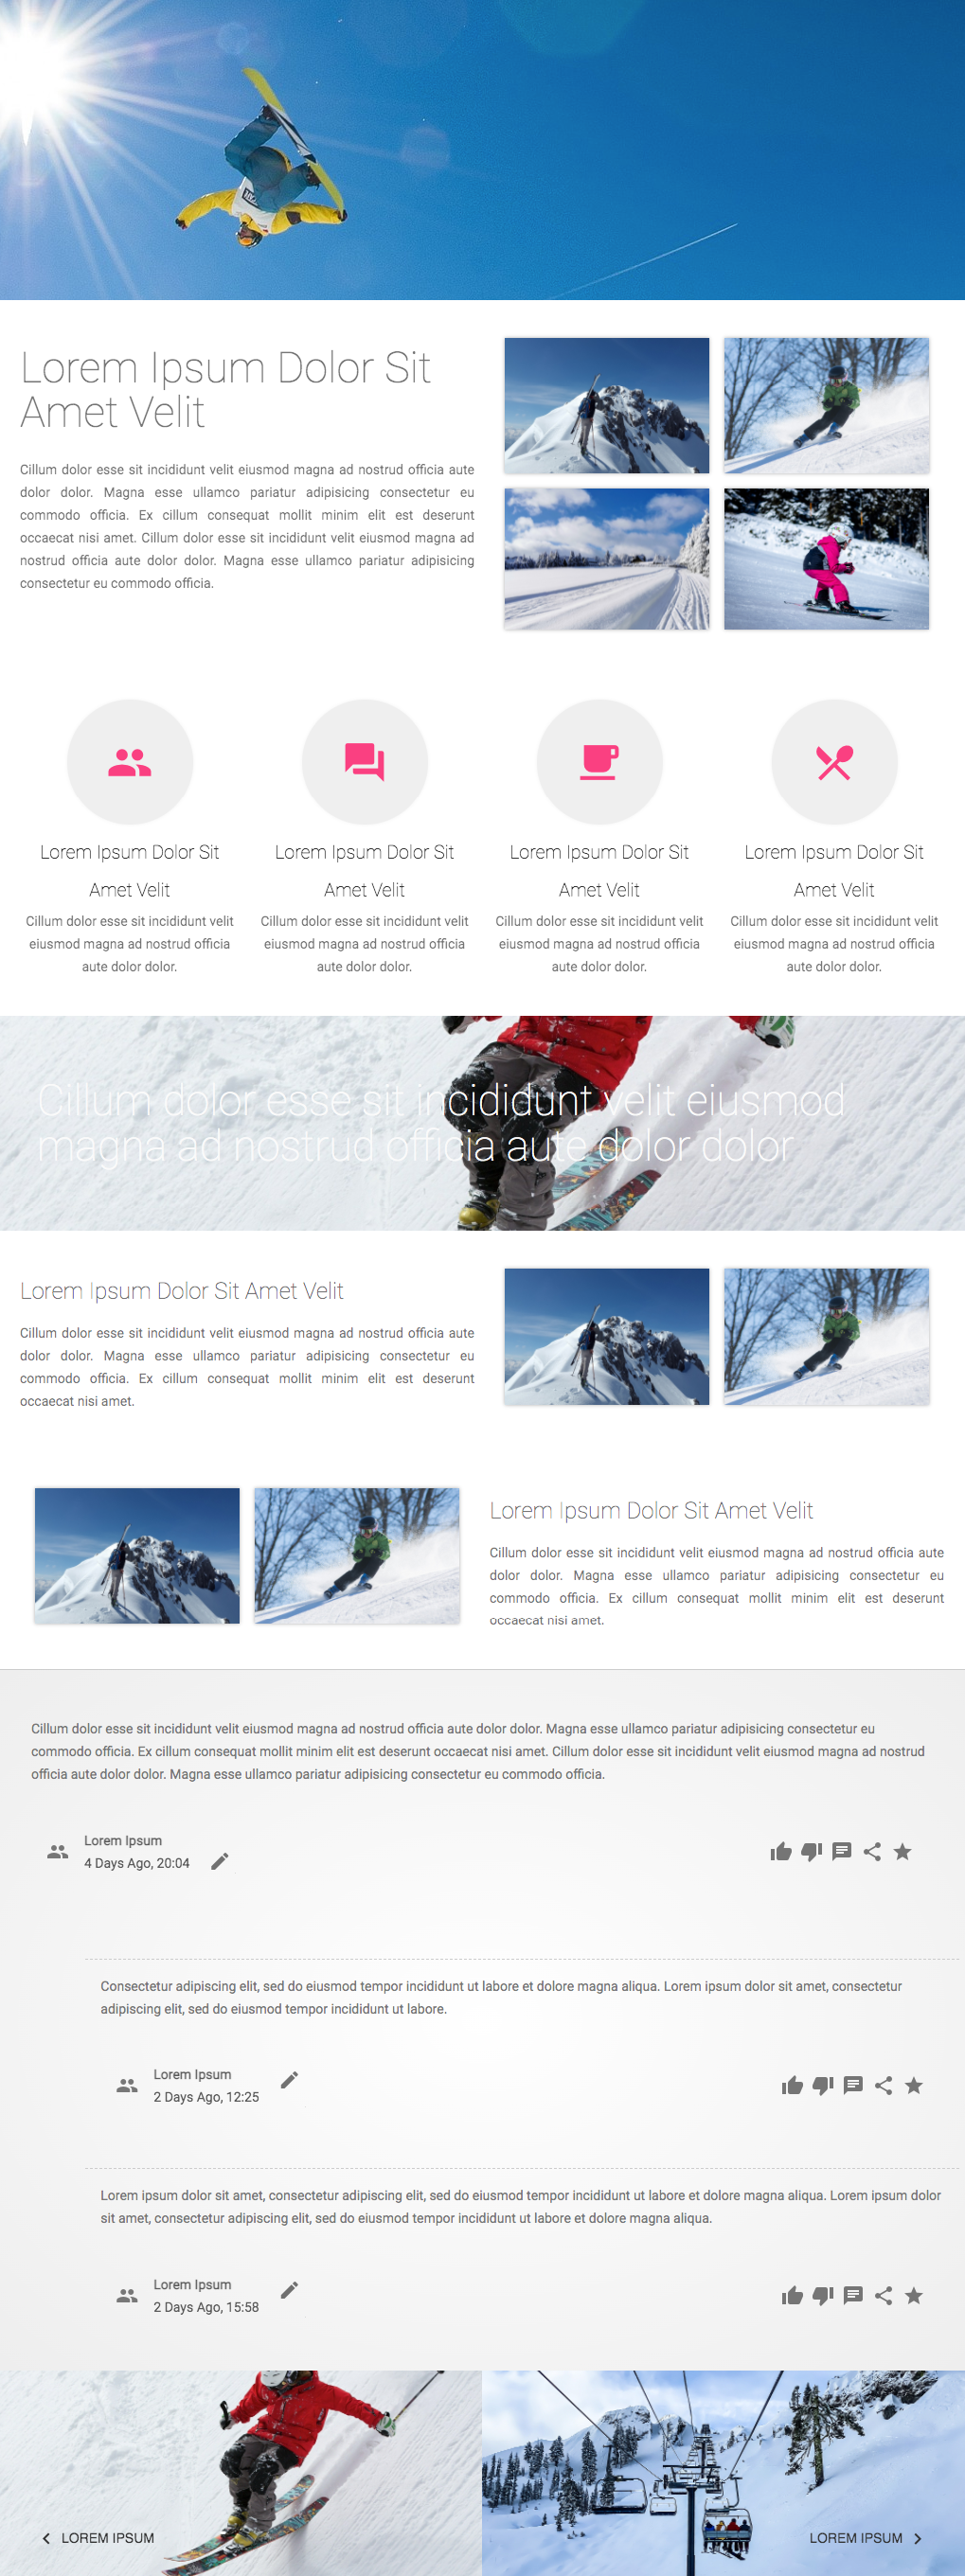 Lorem Ipsum Dolor Sit
Amet Velit
Cillum dolor esse sit incididunt velit eiusmod magna ad nostrud officia aute
dolor dolor. Magna esse ullamco pariatur adipisicing consectetur eu
commodo officia. Ex cillum consequat mollit minim elit est deserunt
occaecat nisi amet. Cillum dolor esse sit incididunt velit eiusmod magna ad
nostrud officia aute dolor dolor. Magna esse ullamco pariatur adipisicing
consectetur eu commodo officia.
Lorem Ipsum Dolor Sit
Amet Velit
Cillum dolor esse sit incididunt velit
eiusmod magna ad nostrud officia
aute dolor dolor.
Lorem Ipsum Dolor Sit
Amet Velit
Cillum dolor esse sit incididunt velit
eiusmod magna ad nostrud officia
aute dolor dolor.
Lorem Ipsum Dolor Sit
Amet Velit
Cillum dolor esse sit incididunt velit
eiusmod magna ad nostrud officia
aute dolor dolor.
Lorem Ipsum Dolor Sit
Amet Velit
Cillum dolor esse sit incididunt velit
eiusmod magna ad nostrud officia
aute dolor dolor.
Cillum dolor esse sit incididunt velit eiusmod
magna ad nostrud officia aute dolor dolor
Lorem Ipsum Dolor Sit Amet Velit
Cillum dolor esse sit incididunt velit eiusmod magna ad nostrud officia aute
dolor dolor. Magna esse ullamco pariatur adipisicing consectetur eu
commodo officia. Ex cillum consequat mollit minim elit est deserunt
occaecat nisi amet.
Lorem Ipsum Dolor Sit Amet Velit
Cillum dolor esse sit incididunt velit eiusmod magna ad nostrud officia aute
dolor dolor. Magna esse ullamco pariatur adipisicing consectetur eu
commodo officia. Ex cillum consequat mollit minim elit est deserunt
occaecat nisi amet.
Cillum dolor esse sit incididunt velit eiusmod magna ad nostrud officia aute dolor dolor. Magna esse ullamco pariatur adipisicing consectetur eu
commodo officia. Ex cillum consequat mollit minim elit est deserunt occaecat nisi amet. Cillum dolor esse sit incididunt velit eiusmod magna ad nostrud
officia aute dolor dolor. Magna esse ullamco pariatur adipisicing consectetur eu commodo officia.
Lorem Ipsum
4 Days Ago, 20:04
Consectetur adipiscing elit, sed do eiusmod tempor incididunt ut labore et dolore magna aliqua. Lorem ipsum dolor sit amet, consectetur
adipiscing elit, sed do eiusmod tempor incididunt ut labore.
Lorem Ipsum
2 Days Ago, 12:25
Lorem ipsum dolor sit amet, consectetur adipiscing elit, sed do eiusmod tempor incididunt ut labore et dolore magna aliqua. Lorem ipsum dolor
sit amet, consectetur adipiscing elit, sed do eiusmod tempor incididunt ut labore et dolore magna aliqua.
Lorem Ipsum
2 Days Ago, 15:58
LOREM IPSUM
LOREM IPSUM